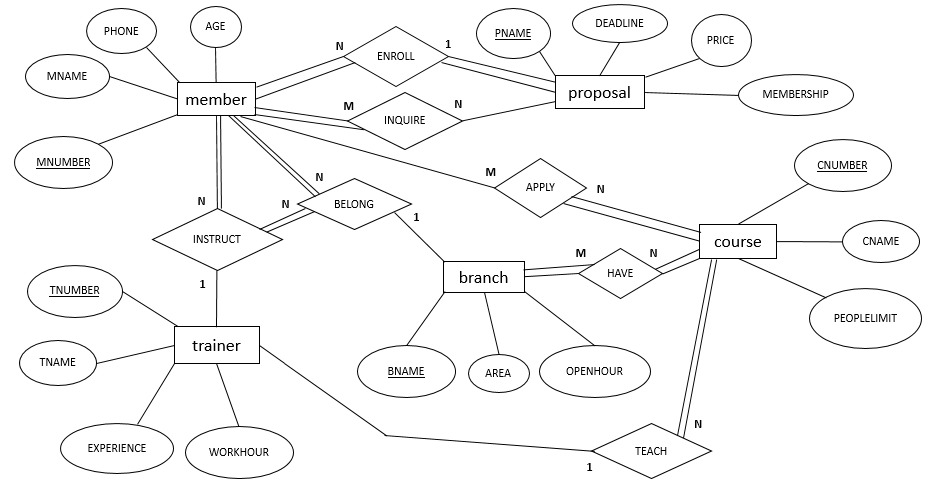 PHONE
AGE
MNAME
member
MNUMBER
N
ENROLL
1
M
INQUIRE
N
PNAME
DEADLINE
PRICE
proposal
MEMBERSHIP
M
APPLY
N
CNUMBER
course
CNAME
PEOPLELIMIT
N
N
N
BELONG
1
INSTRUCT
1
branch
M
HAVE
N
BNAME
AREA
OPENHOUR
TNUMBER
trainer
TNAME
EXPERIENCE
WORKHOUR
1
TEACH
N